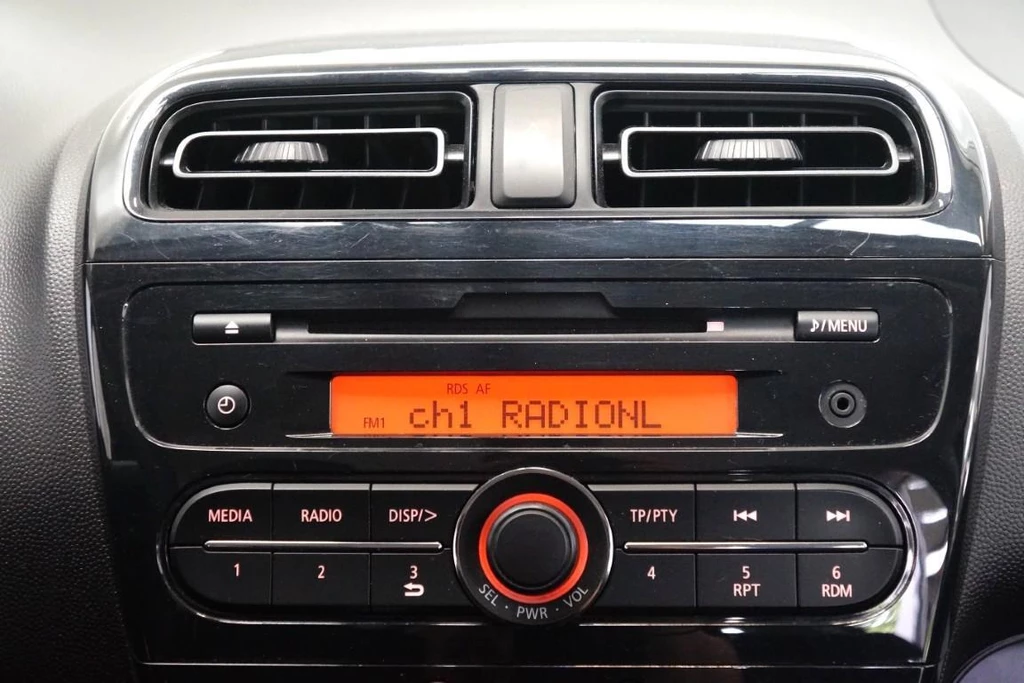 ♪/MENU
RDS AF
FM1 ch1 RADIONL
MEDIA RADIO DISP/> TP/PTY
1 2 3 4 5 6
RPT RDM
SEL · PWR · VOL